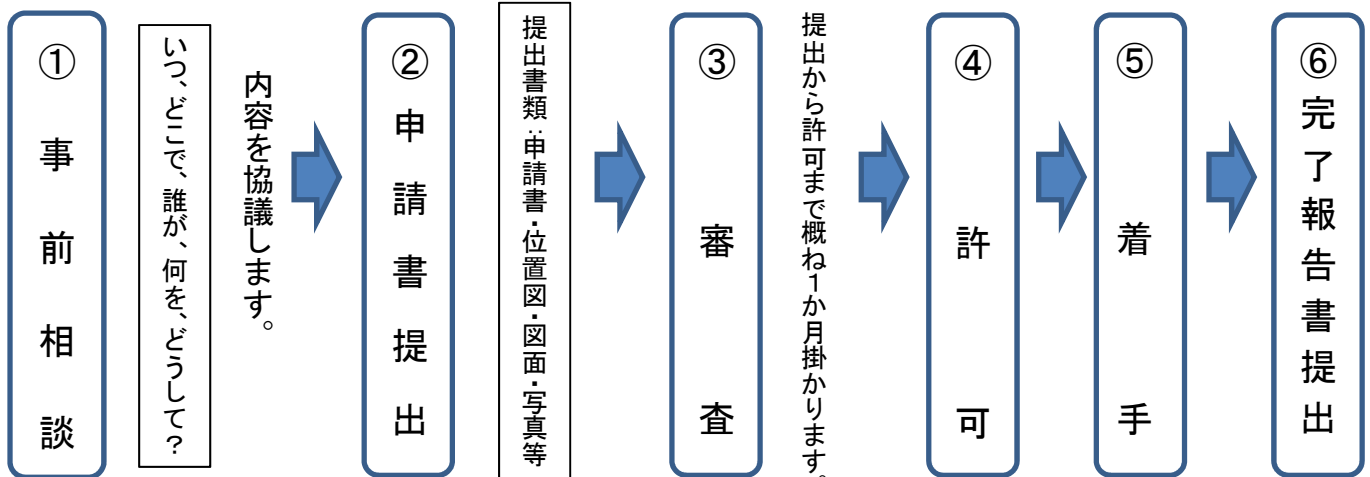 ①事前相談
いつ、どこで、誰が、何を、どうして？
内容を協議します。
②申請書提出
提出書類：申請書・位置図・図面・写真等
③審査
提出から許可まで概ね1か月掛かります。
④許可
⑤着手
⑥完了報告書提出